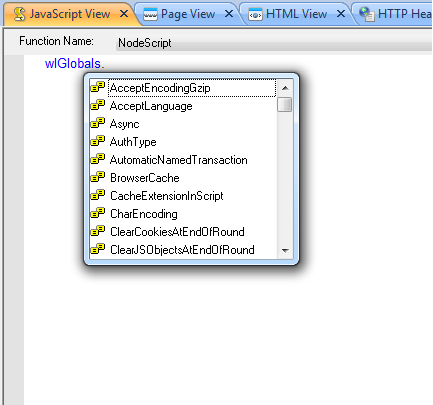 JavaScript View Page View HTML View HTTP Hea
Function Name: NodeScript
wlGlobals.
AcceptEncodingGzip
AcceptLanguage
Async
AuthType
AutomaticNamedTransaction
BrowserCache
CacheExtensionInScript
CharEncoding
ClearCookiesAtEndOfRound
ClearJSObjectsAtEndOfRound